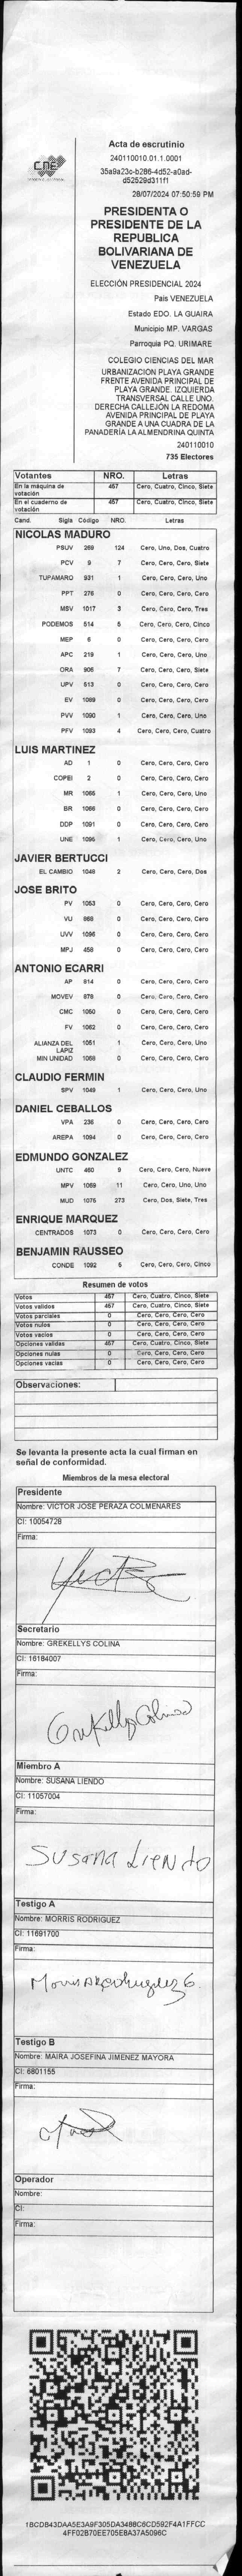 CNE
Acta de escrutinio
240110010.01.1.0001
35a9a23c-b286-4d52-a0ad-
d52529d311f1
28/07/2024 07:50:59 PM
PRESIDENTA O
PRESIDENTE DE LA
REPUBLICA
BOLIVARIANA DE
VENEZUELA
ELECCIÓN PRESIDENCIAL 2024
País VENEZUELA
Estado EDO. LA GUAIRA
Municipio MP. VARGAS
Parroquia PQ. URIMARE
COLEGIO CIENCIAS DEL MAR
URBANIZACION PLAYA GRANDE
FRENTE AVENIDA PRINCIPAL DE
PLAYA GRANDE. IZQUIERDA
TRANSVERSAL CALLE UNO.
DERECHA CALLEJÓN LA REDOMA
AVENIDA PRINCIPAL DE PLAYA
GRANDE A UNA CUADRA DE LA
PANADERÍA LA ALMENDRINA QUINTA
240110010
735 Electores
Votantes NRO. Letras
En la máquina de votación 457 Cero, Cuatro, Cinco, Siete
En el cuaderno de votación 457 Cero, Cuatro, Cinco, Siete
Cand. Sigla Código NRO. Letras
NICOLAS MADURO
PSUV 269 124 Cero, Uno, Dos, Cuatro
PCV 9 7 Cero, Cero, Cero, Siete
TUPAMARO 931 1 Cero, Cero, Cero, Uno
PPT 276 0 Cero, Cero, Cero, Cero
MSV 1017 3 Cero, Cero, Cero, Tres
PODEMOS 514 5 Cero, Cero, Cero, Cinco
MEP 6 0 Cero, Cero, Cero, Cero
APC 219 1 Cero, Cero, Cero, Uno
ORA 906 7 Cero, Cero, Cero, Siete
UPV 513 0 Cero, Cero, Cero, Cero
EV 1089 0 Cero, Cero, Cero, Cero
PVV 1090 1 Cero, Cero, Cero, Uno
PFV 1093 4 Cero, Cero, Cero, Cuatro
LUIS MARTINEZ
AD 1 0 Cero, Cero, Cero, Cero
COPEI 2 0 Cero, Cero, Cero, Cero
MR 1065 1 Cero, Cero, Cero, Uno
BR 1066 0 Cero, Cero, Cero, Cero
DDP 1091 0 Cero, Cero, Cero, Cero
UNE 1095 1 Cero, Cero, Cero, Uno
JAVIER BERTUCCI
EL CAMBIO 1048 2 Cero, Cero, Cero, Dos
JOSE BRITO
PV 1053 0 Cero, Cero, Cero, Cero
VU 868 0 Cero, Cero, Cero, Cero
UVV 1096 0 Cero, Cero, Cero, Cero
MPJ 458 0 Cero, Cero, Cero, Cero
ANTONIO ECARRI
AP 814 0 Cero, Cero, Cero, Cero
MOVEV 878 0 Cero, Cero, Cero, Cero
CMC 1050 0 Cero, Cero, Cero, Cero
FV 1062 0 Cero, Cero, Cero, Cero
ALIANZA DEL LAPIZ 1051 1 Cero, Cero, Cero, Uno
MIN UNIDAD 1068 0 Cero, Cero, Cero, Cero
CLAUDIO FERMIN
SPV 1049 1 Cero, Cero, Cero, Uno
DANIEL CEBALLOS
VPA 236 0 Cero, Cero, Cero, Cero
AREPA 1094 0 Cero, Cero, Cero, Cero
EDMUNDO GONZALEZ
UNTC 460 9 Cero, Cero, Cero, Nueve
MPV 1069 11 Cero, Cero, Uno, Uno
MUD 1076 273 Cero, Dos, Siete, Tres
ENRIQUE MARQUEZ
CENTRADOS 1073 0 Cero, Cero, Cero, Cero
BENJAMIN RAUSSEO
CONDE 1092 5 Cero, Cero, Cero, Cinco
Resumen de votos
Votos 457 Cero, Cuatro, Cinco, Siete
Votos validos 457 Cero, Cuatro, Cinco, Siete
Votos parciales 0 Cero, Cero, Cero, Cero
Votos nulos 0 Cero, Cero, Cero, Cero
Votos vacios 0 Cero, Cero, Cero, Cero
Opciones validas 457 Cero, Cuatro, Cinco, Siete
Opciones nulas 0 Cero, Cero, Cero, Cero
Opciones vacias 0 Cero, Cero, Cero, Cero
Observaciones:
Se levanta la presente acta la cual firman en
señal de conformidad.
Miembros de la mesa electoral
Presidente
Nombre: VICTOR JOSE PERAZA COLMENARES
CI: 10054728
Firma:
Secretario
Nombre: GREKELLYS COLINA
CI: 16184007
Firma:
Grekellys Colina
Miembro A
Nombre: SUSANA LIENDO
CI: 11057004
Firma:
Susana Liendo
Testigo A
Nombre: MORRIS RODRIGUEZ
CI: 11691700
Firma:
Testigo B
Nombre: MAIRA JOSEFINA JIMENEZ MAYORA
CI: 6801155
Firma:
Operador
Nombre:
CI:
Firma:
1BCDB43DAA5E3A9F305DA3488C6CD592F4A1FFCC
4FF02B70EE705E8A37A5096C